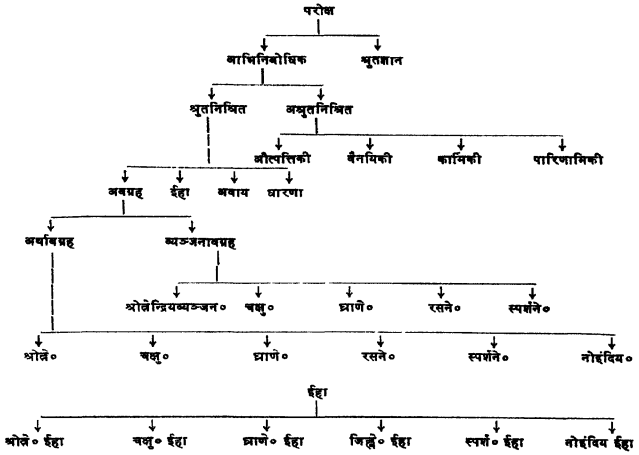 परोक्ष
आभिनिबोधिक श्रुतज्ञान
श्रुतनिश्रित अश्रुतनिश्रित
औत्पत्तिकी वैनयिकी कार्मिकी पारिणामिकी
अवग्रह ईहा अवाय धारणा
अर्थावग्रह व्यञ्जनावग्रह
श्रोत्रेन्द्रियव्यञ्जन० चक्षु० घ्राणे० रसने० स्पर्शने०
श्रोत्रे० चक्षु० घ्राणे० रसने० स्पर्शने० नोइंदिय०
ईहा
श्रोत्रे० ईहा चक्षु० ईहा घ्राणे० ईहा जिह्वे० ईहा स्पर्श० ईहा नोइंदिय ईहा